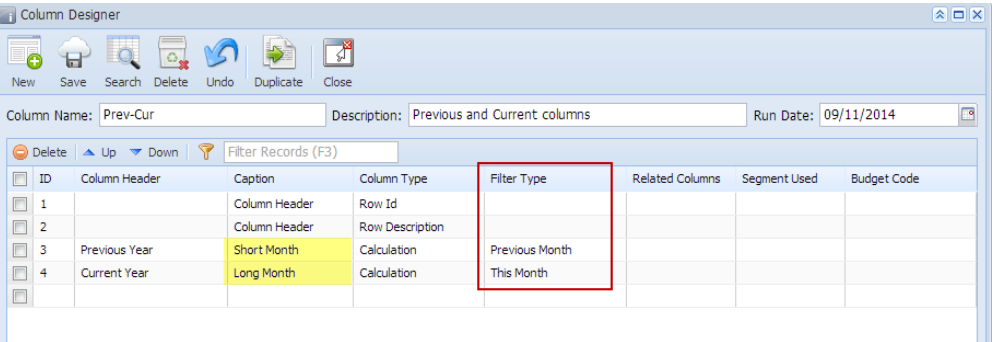 Column Designer
New Save Search Delete Undo Duplicate Close
Column Name: Prev-Cur Description: Previous and Current columns Run Date: 09/11/2014
Delete Up Down Filter Records (F3)
ID Column Header Caption Column Type Filter Type Related Columns Segment Used Budget Code
1 Column Header Row Id
2 Column Header Row Description
3 Previous Year Short Month Calculation Previous Month
4 Current Year Long Month Calculation This Month